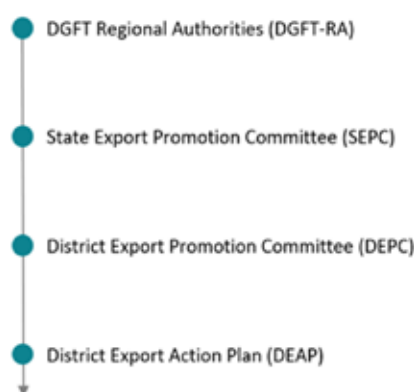 DGFT Regional Authorities (DGFT-RA)
State Export Promotion Committee (SEPC)
District Export Promotion Committee (DEPC)
District Export Action Plan (DEAP)